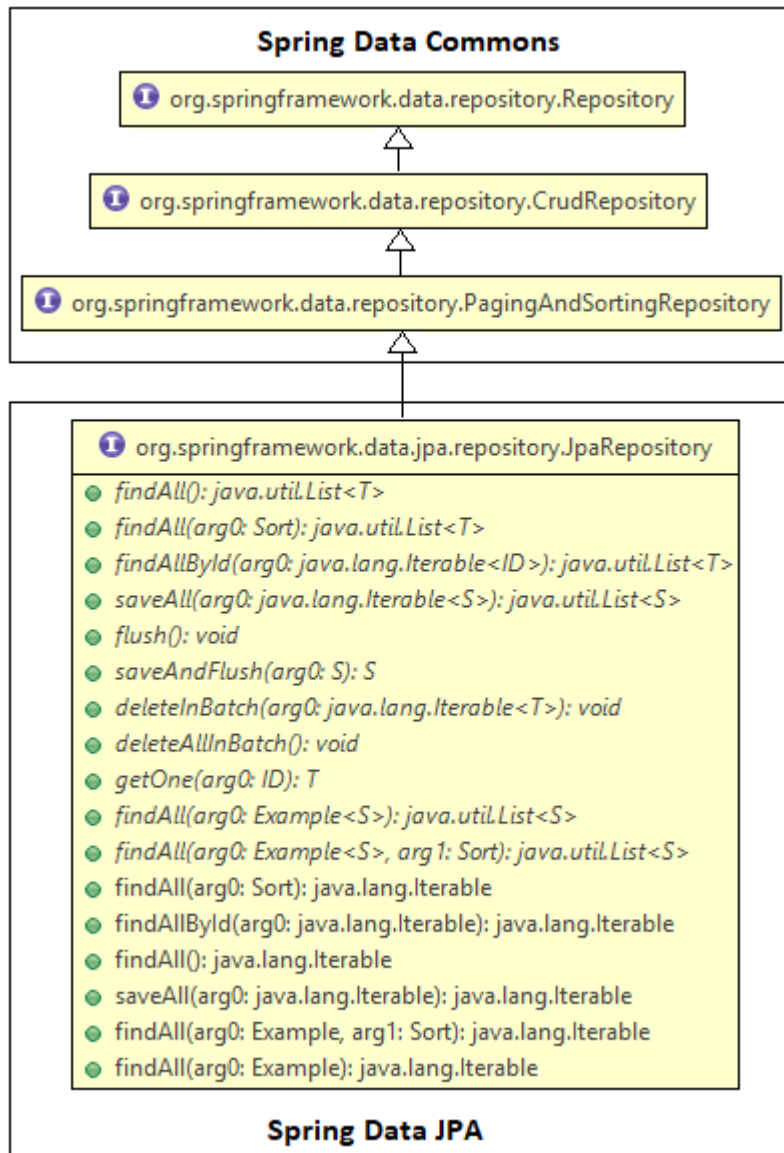 Spring Data Commons
I org.springframework.data.repository.Repository
I org.springframework.data.repository.CrudRepository
I org.springframework.data.repository.PagingAndSortingRepository
I org.springframework.data.jpa.repository.JpaRepository
findAll(): java.util.List<T>
findAll(arg0: Sort): java.util.List<T>
findAllById(arg0: java.lang.Iterable<ID>): java.util.List<T>
saveAll(arg0: java.lang.Iterable<S>): java.util.List<S>
flush(): void
saveAndFlush(arg0: S): S
deleteInBatch(arg0: java.lang.Iterable<T>): void
deleteAllInBatch(): void
getOne(arg0: ID): T
findAll(arg0: Example<S>): java.util.List<S>
findAll(arg0: Example<S>, arg1: Sort): java.util.List<S>
findAll(arg0: Sort): java.lang.Iterable
findAllById(arg0: java.lang.Iterable): java.lang.Iterable
findAll(): java.lang.Iterable
saveAll(arg0: java.lang.Iterable): java.lang.Iterable
findAll(arg0: Example, arg1: Sort): java.lang.Iterable
findAll(arg0: Example): java.lang.Iterable
Spring Data JPA